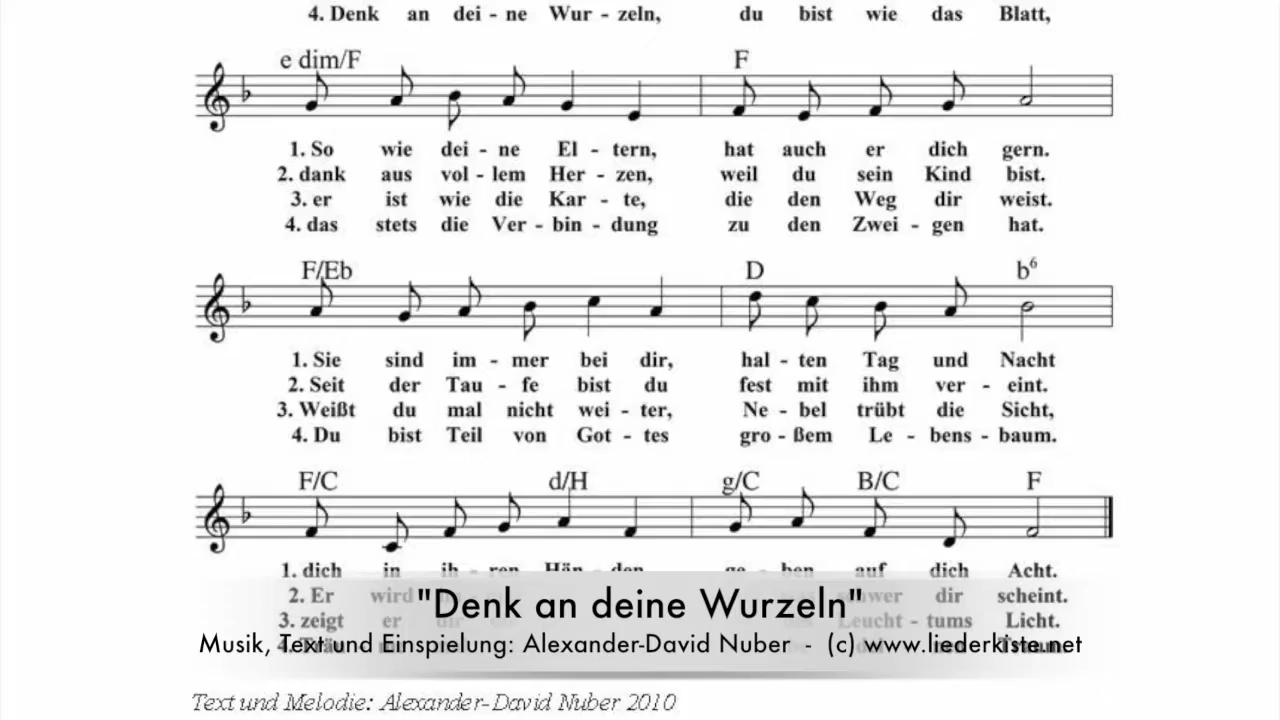 4. Denk an dei - ne Wur - zeln, du bist wie das Blatt,
e dim/F F
1. So wie dei - ne El - tern, hat auch er dich gern.
2. dank aus vol - lem Her - zen, weil du sein Kind bist.
3. er ist wie die Kar - te, die den Weg dir weist.
4. das stets die Ver - bin - dung zu den Zwei - gen hat.
F/Eb D b6
1. Sie sind im - mer bei dir, hal - ten Tag und Nacht
2. Seit der Tau - fe bist du fest mit ihm ver - eint.
3. Weißt du mal nicht wei - ter, Ne - bel trübt die Sicht,
4. Du bist Teil von Got - tes gro - ßem Le - bens - baum.
F/C d/H g/C B/C F
1. dich in ih - ren Hän - den, ge - ben auf dich Acht.
2. Er wird dir scheint.
3. zeigt er Leucht - tums Licht.
"Denk an deine Wurzeln"
Musik, Text und Einspielung: Alexander-David Nuber - (c) www.liederkiste.net
Text und Melodie: Alexander-David Nuber 2010